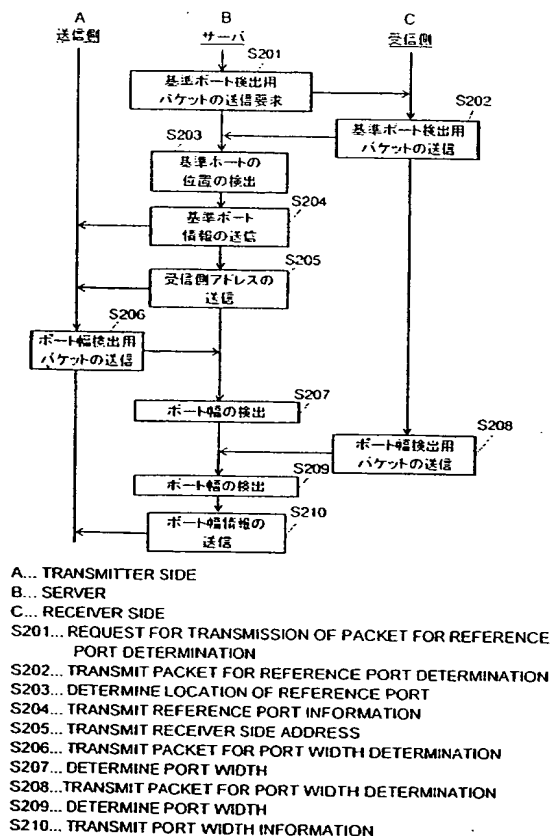 A
送信側
B
サーバ
C
受信側
S201
基準ポート検出用
パケットの送信要求
S202
基準ポート検出用
パケットの送信
S203
基準ポートの
位置の検出
S204
基準ポート
情報の送信
S205
受信側アドレスの
送信
S206
ポート幅検出用
パケットの送信
S207
ポート幅の検出
S208
ポート幅検出用
パケットの送信
S209
ポート幅の検出
S210
ポート幅情報の
送信
A... TRANSMITTER SIDE
B... SERVER
C... RECEIVER SIDE
S201... REQUEST FOR TRANSMISSION OF PACKET FOR REFERENCE
PORT DETERMINATION
S202... TRANSMIT PACKET FOR REFERENCE PORT DETERMINATION
S203... DETERMINE LOCATION OF REFERENCE PORT
S204... TRANSMIT REFERENCE PORT INFORMATION
S205... TRANSMIT RECEIVER SIDE ADDRESS
S206... TRANSMIT PACKET FOR PORT WIDTH DETERMINATION
S207... DETERMINE PORT WIDTH
S208...TRANSMIT PACKET FOR PORT WIDTH DETERMINATION
S209... DETERMINE PORT WIDTH
S210... TRANSMIT PORT WIDTH INFORMATION